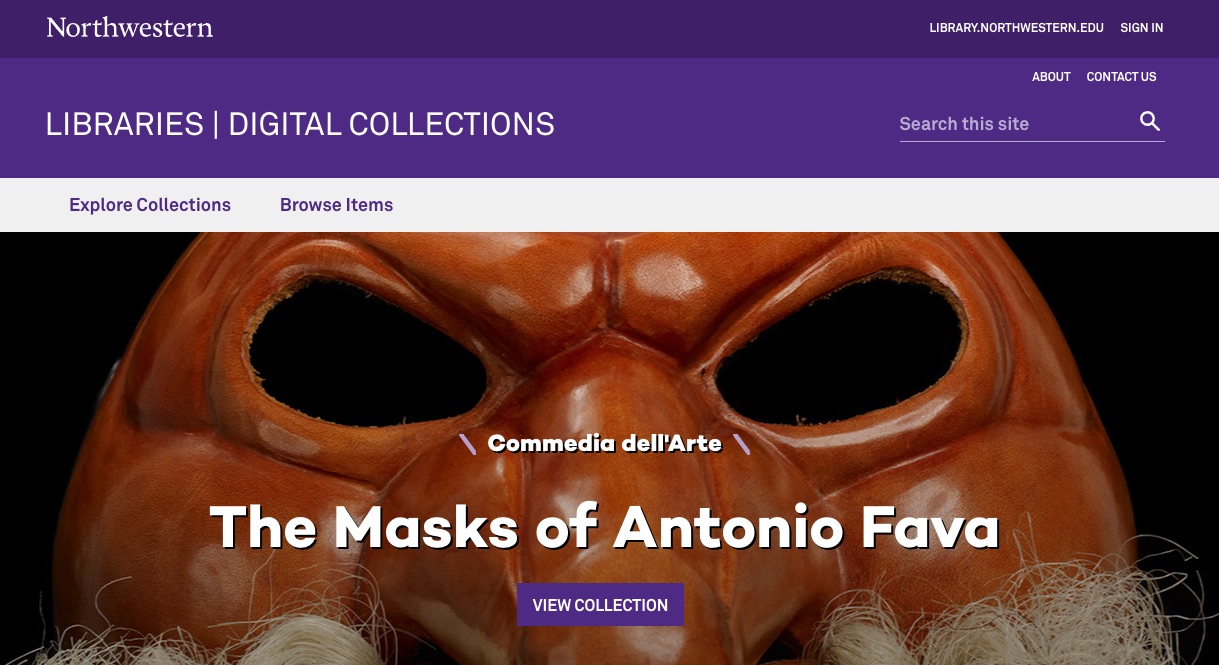 Northwestern
LIBRARY.NORTHWESTERN.EDU SIGN IN
ABOUT CONTACT US
LIBRARIES | DIGITAL COLLECTIONS
Search this site
Explore Collections Browse Items
\ Commedia dell'Arte \
The Masks of Antonio Fava
VIEW COLLECTION